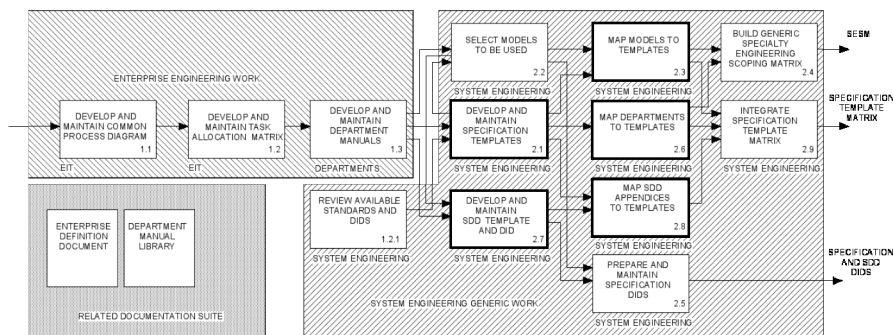 SELECT MODELS
TO BE USED
2.2
SYSTEM ENGINEERING
MAP MODELS TO
TEMPLATES
2.3
SYSTEM ENGINEERING
BUILD GENERIC
SPECIALTY
ENGINEERING
SCOPING MATRIX
2.4
SYSTEM ENGINEERING
SESM
ENTERPRISE ENGINEERING WORK
DEVELOP AND
MAINTAIN COMMON
PROCESS DIAGRAM
1.1
EIT
DEVELOP AND
MAINTAIN TASK
ALLOCATION MATRIX
1.2
EIT
DEVELOP AND
MAINTAIN
DEPARTMENT
MANUALS
1.3
DEPARTMENTS
DEVELOP AND
MAINTAIN
SPECIFICATION
TEMPLATES
2.1
SYSTEM ENGINEERING
MAP DEPARTMENTS
TO TEMPLATES
2.6
SYSTEM ENGINEERING
INTEGRATE
SPECIFICATION
TEMPLATE
MATRIX
2.9
SYSTEM ENGINEERING
SPECIFICATION
TEMPLATE
MATRIX
REVIEW AVAILABLE
STANDARDS AND
DIDS
1.2.1
SYSTEM ENGINEERING
DEVELOP AND
MAINTAIN
SDD TEMPLATE
AND DID
2.7
SYSTEM ENGINEERING
MAP SDD
APPENDICES
TO TEMPLATES
2.8
SYSTEM ENGINEERING
ENTERPRISE
DEFINITION
DOCUMENT
DEPARTMENT
MANUAL
LIBRARY
RELATED DOCUMENTATION SUITE
PREPARE AND
MAINTAIN
SPECIFICATION
DIDS
2.5
SYSTEM ENGINEERING
SPECIFICATION
AND SDD
DIDS
SYSTEM ENGINEERING GENERIC WORK